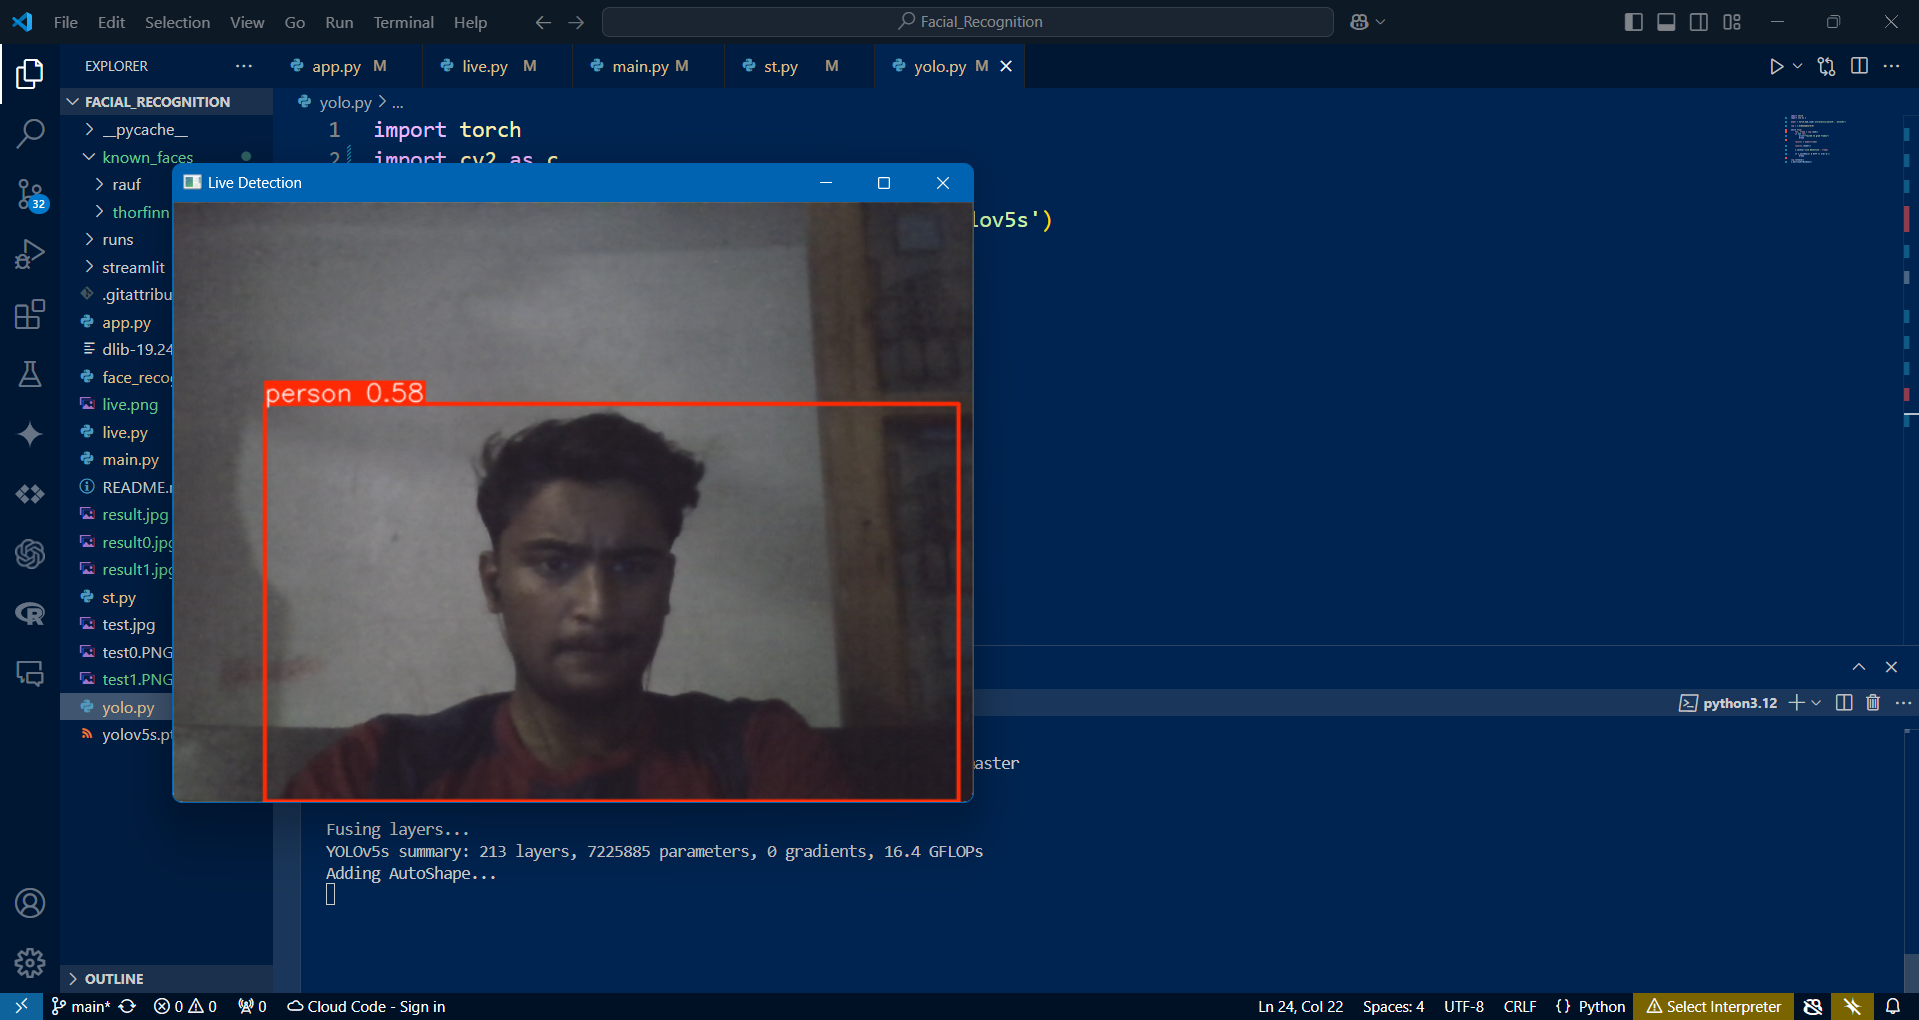 File Edit Selection View Go Run Terminal Help
Facial_Recognition
EXPLORER
app.py M
live.py M
main.py M
st.py M
yolo.py M
FACIAL_RECOGNITION
yolo.py > ...
__pycache__
known_faces
rauf
thorfinn
runs
streamlit
.gitattribu
app.py
dlib-19.24
face_reco
live.png
live.py
main.py
README.
result.jpg
result0.jpg
result1.jpg
st.py
test.jpg
test0.PNG
test1.PNG
yolo.py
yolov5s.pt
OUTLINE
32
1 import torch
2 import cv2 as c
lov5s')
Live Detection
person 0.58
python3.12
aster
Fusing layers...
YOLOv5s summary: 213 layers, 7225885 parameters, 0 gradients, 16.4 GFLOPs
Adding AutoShape...
main* 0 0 0 Cloud Code - Sign in
Ln 24, Col 22 Spaces: 4 UTF-8 CRLF {} Python Select Interpreter